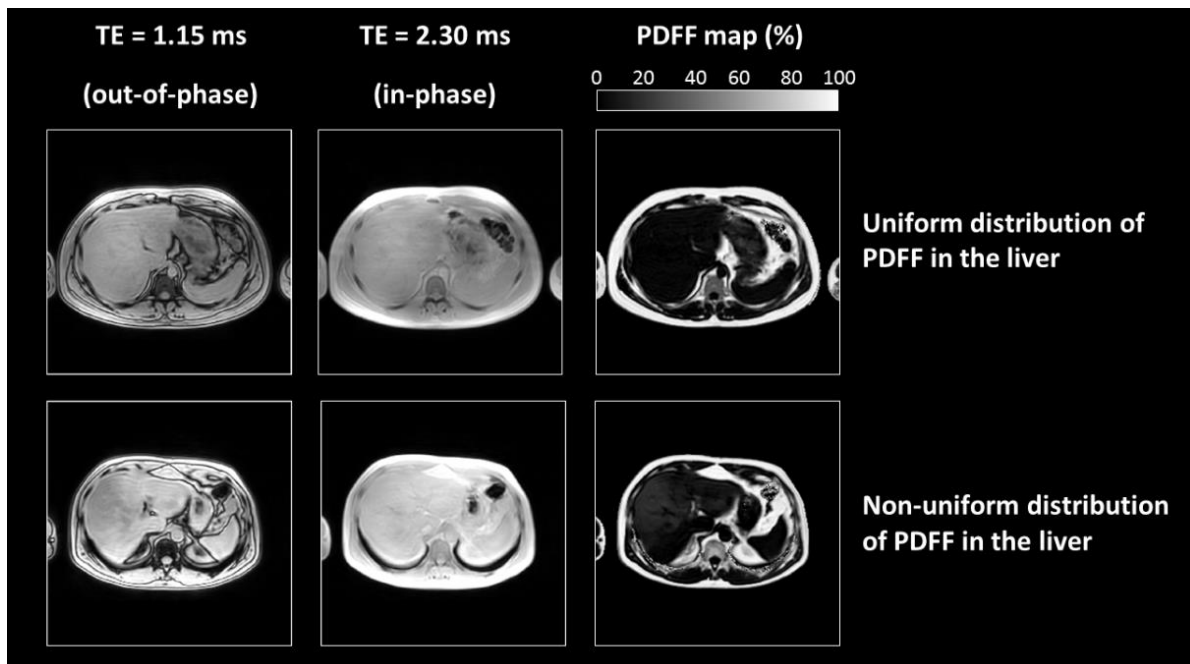 TE = 1.15 ms
(out-of-phase)
TE = 2.30 ms
(in-phase)
PDFF map (%)
0 20 40 60 80 100
Uniform distribution of
PDFF in the liver
Non-uniform distribution
of PDFF in the liver